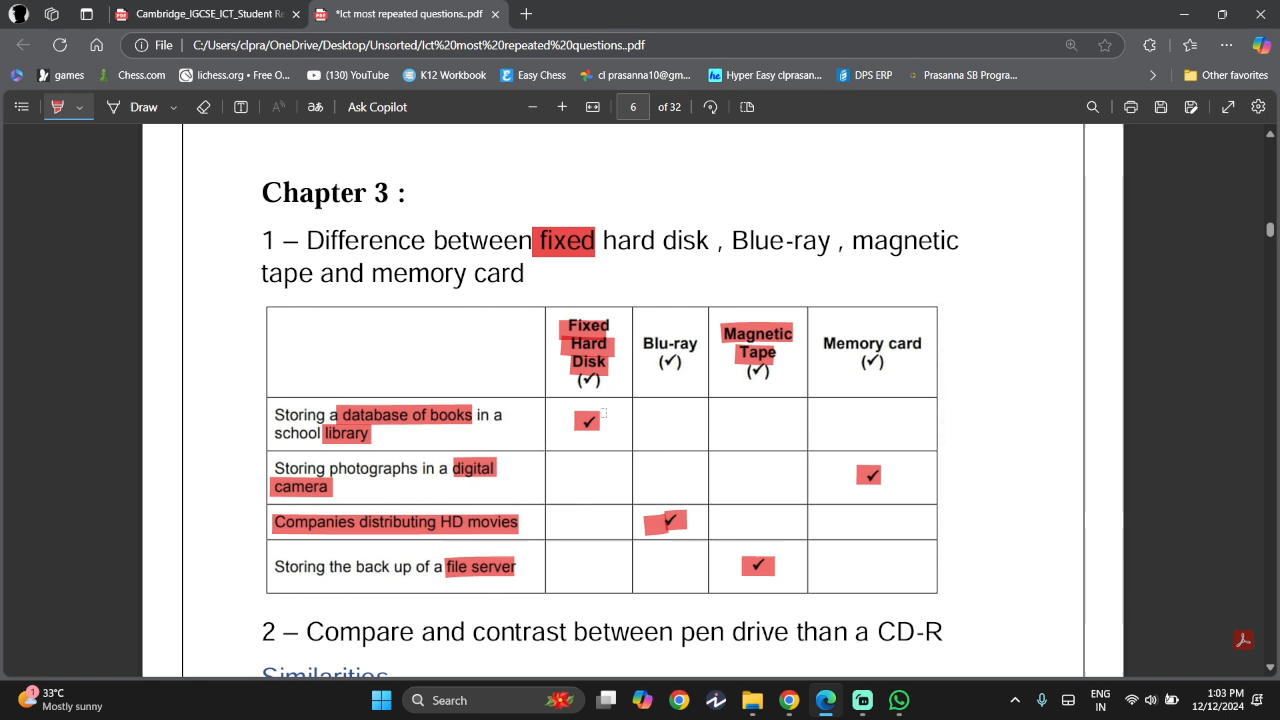 Cambridge_IGCSE_ICT_Student Re
*Ict most repeated questions..pdf
File
C:/Users/clpra/OneDrive/Desktop/Unsorted/Ict%20most%20repeated%20questions..pdf
games
Chess.com
lichess.org • Free O...
(130) YouTube
K12 Workbook
Easy Chess
cl prasanna10@gm...
Hyper Easy clprasan...
DPS ERP
Prasanna SB Progra...
Other favorites
Draw
Ask Copilot
6 of 32
Chapter 3 :
1 – Difference between fixed hard disk , Blue-ray , magnetic
tape and memory card
Fixed
Hard
Disk
(✓)
Blu-ray
(✓)
Magnetic
Tape
(✓)
Memory card
(✓)
Storing a database of books in a
school library
✓
Storing photographs in a digital
camera
✓
Companies distributing HD movies
✓
Storing the back up of a file server
✓
2 – Compare and contrast between pen drive than a CD-R
Similarities
1
33°C
Mostly sunny
Search
ENG
IN
1:03 PM
12/12/2024